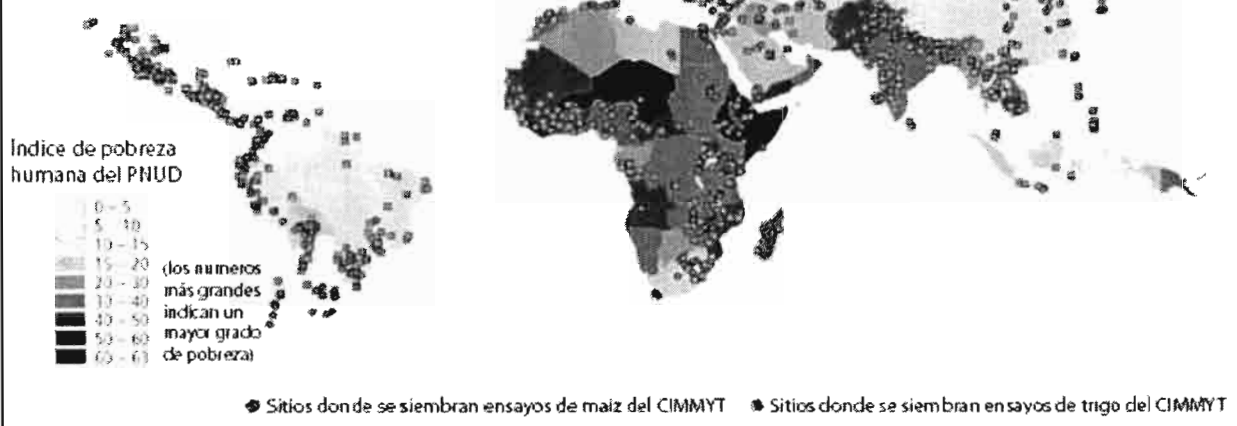 Indice de pobreza
humana del PNUD
0 – 5
5 10
10 – 15
15 – 20
20 – 30
30 – 40
40 – 50
50 – 60
60 – 63
(los numeros
más grandes
indican un
mayor grado
de pobreza)
Sitios donde se siembran ensayos de maiz del CIMMYT
Sitios donde se siembran ensayos de trigo del CIMMYT